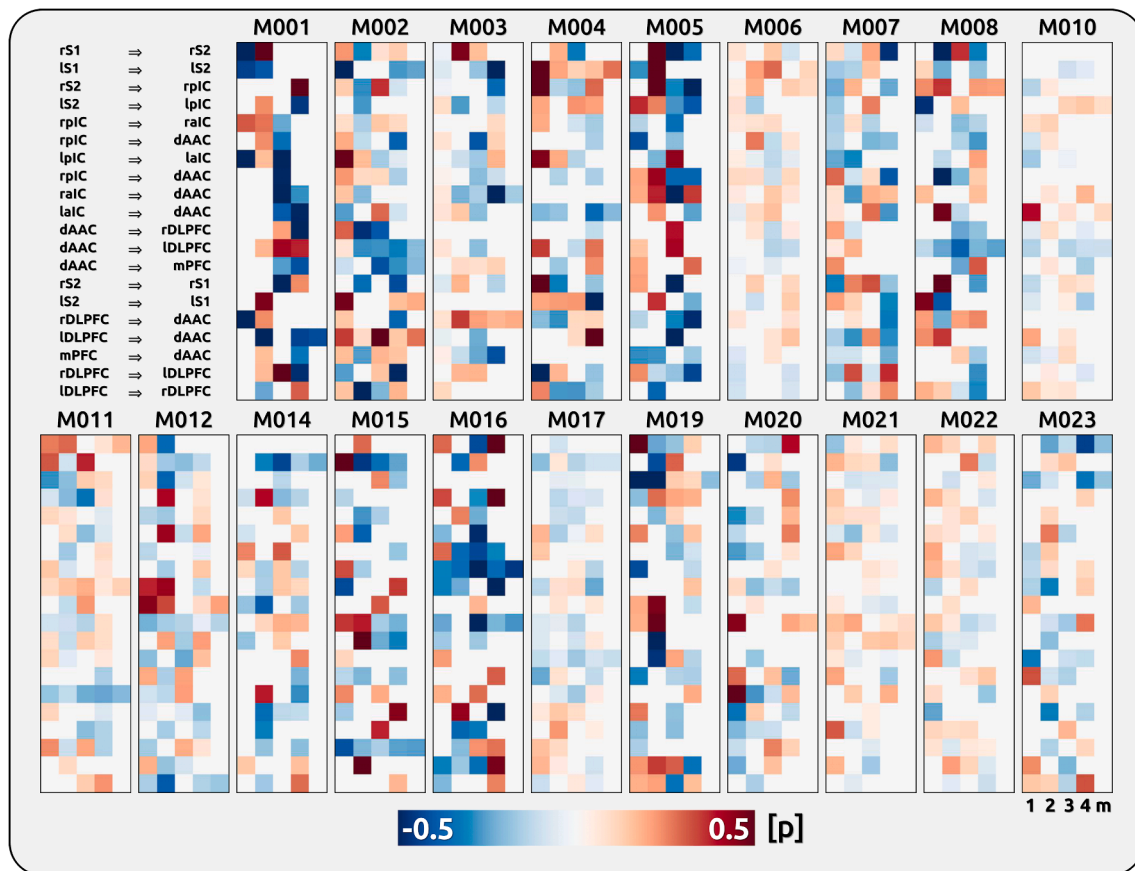 M001 M002 M003 M004 M005 M006 M007 M008 M010
rS1 ⇒ rS2
lS1 ⇒ lS2
rS2 ⇒ rpIC
lS2 ⇒ lpIC
rpIC ⇒ raIC
rpIC ⇒ dAAC
lpIC ⇒ laIC
rpIC ⇒ dAAC
raIC ⇒ dAAC
laIC ⇒ dAAC
dAAC ⇒ rDLPFC
dAAC ⇒ lDLPFC
dAAC ⇒ mPFC
rS2 ⇒ rS1
lS2 ⇒ lS1
rDLPFC ⇒ dAAC
lDLPFC ⇒ dAAC
mPFC ⇒ dAAC
rDLPFC ⇒ lDLPFC
lDLPFC ⇒ rDLPFC
M011 M012 M014 M015 M016 M017 M019 M020 M021 M022 M023
1 2 3 4 m
-0.5 0.5 [p]